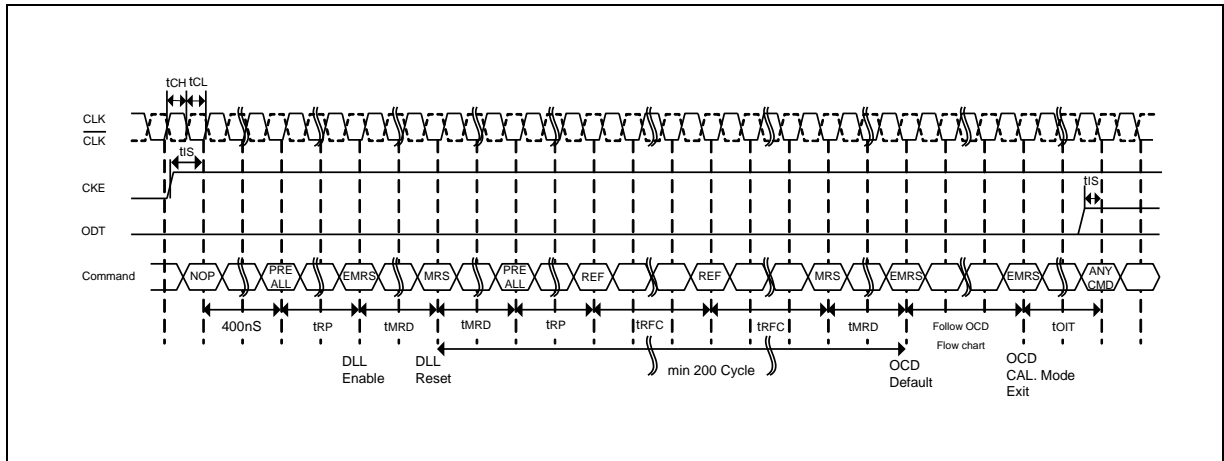 tCH tCL
CLK
CLK
tIS
CKE
tIS
ODT
Command NOP PRE ALL EMRS MRS PRE ALL REF REF MRS EMRS EMRS ANY CMD
400nS tRP tMRD tMRD tRP tRFC tRFC tMRD Follow OCD Flow chart tOIT
DLL Enable
DLL Reset
min 200 Cycle
OCD Default
OCD CAL. Mode Exit